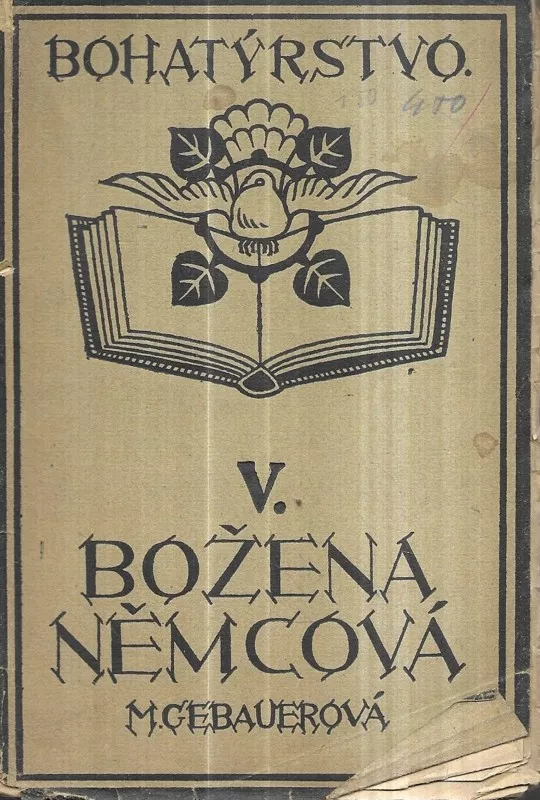 BOHATÝRSTVO.
V.
BOŽENA
NĚMCOVÁ
M.GEBAUEROVÁ